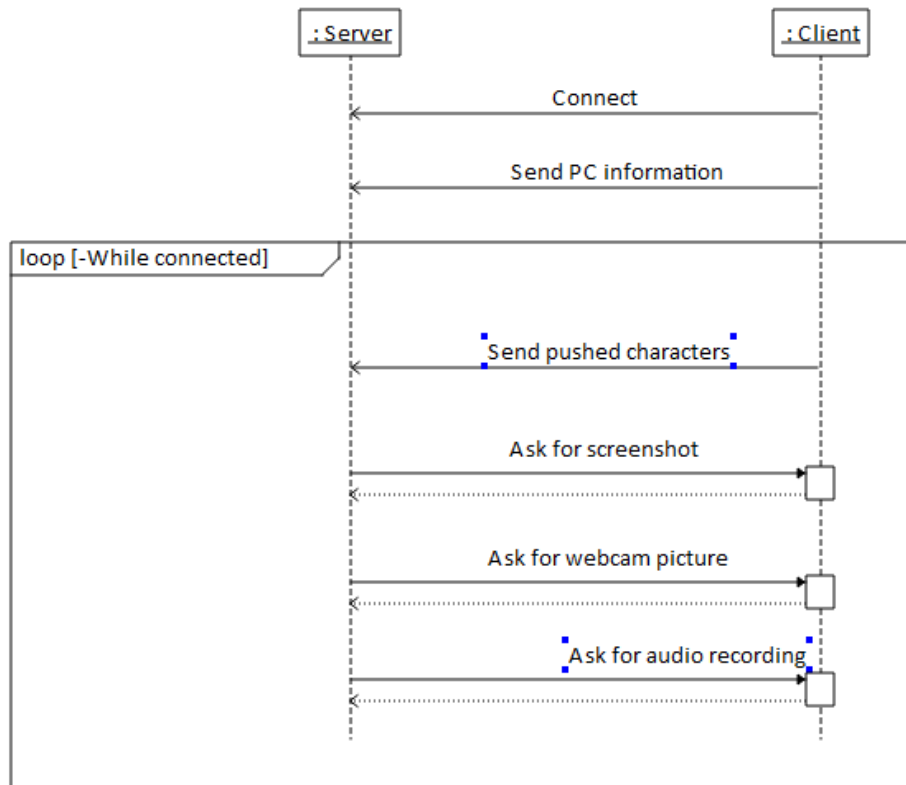 : Server
: Client
Connect
Send PC information
loop [-While connected]
Send pushed characters
Ask for screenshot
Ask for webcam picture
Ask for audio recording